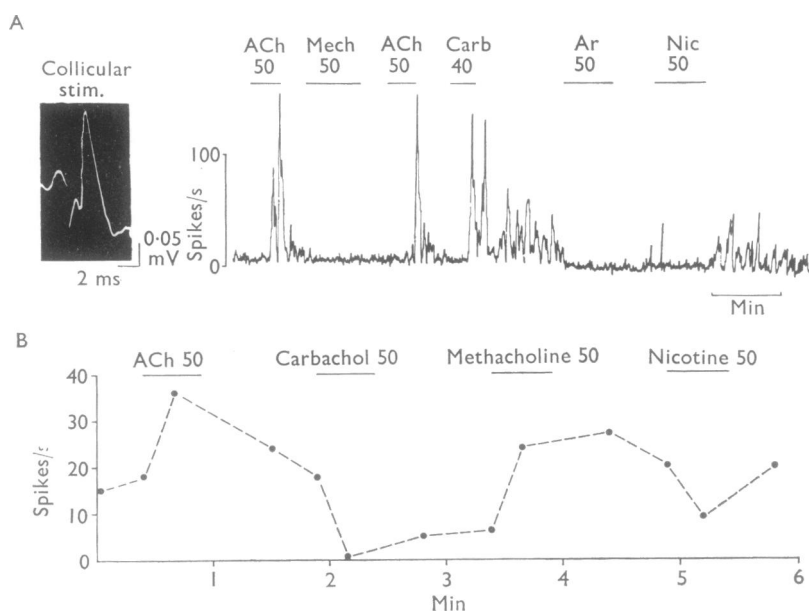 A
Collicular
stim.
0·05
mV
2 ms
ACh Mech ACh Carb Ar Nic
50 50 50 40 50 50
100
0
Spikes/s
Min
B
ACh 50 Carbachol 50 Methacholine 50 Nicotine 50
40
30
20
10
0
Spikes/s
1 2 3 4 5 6
Min